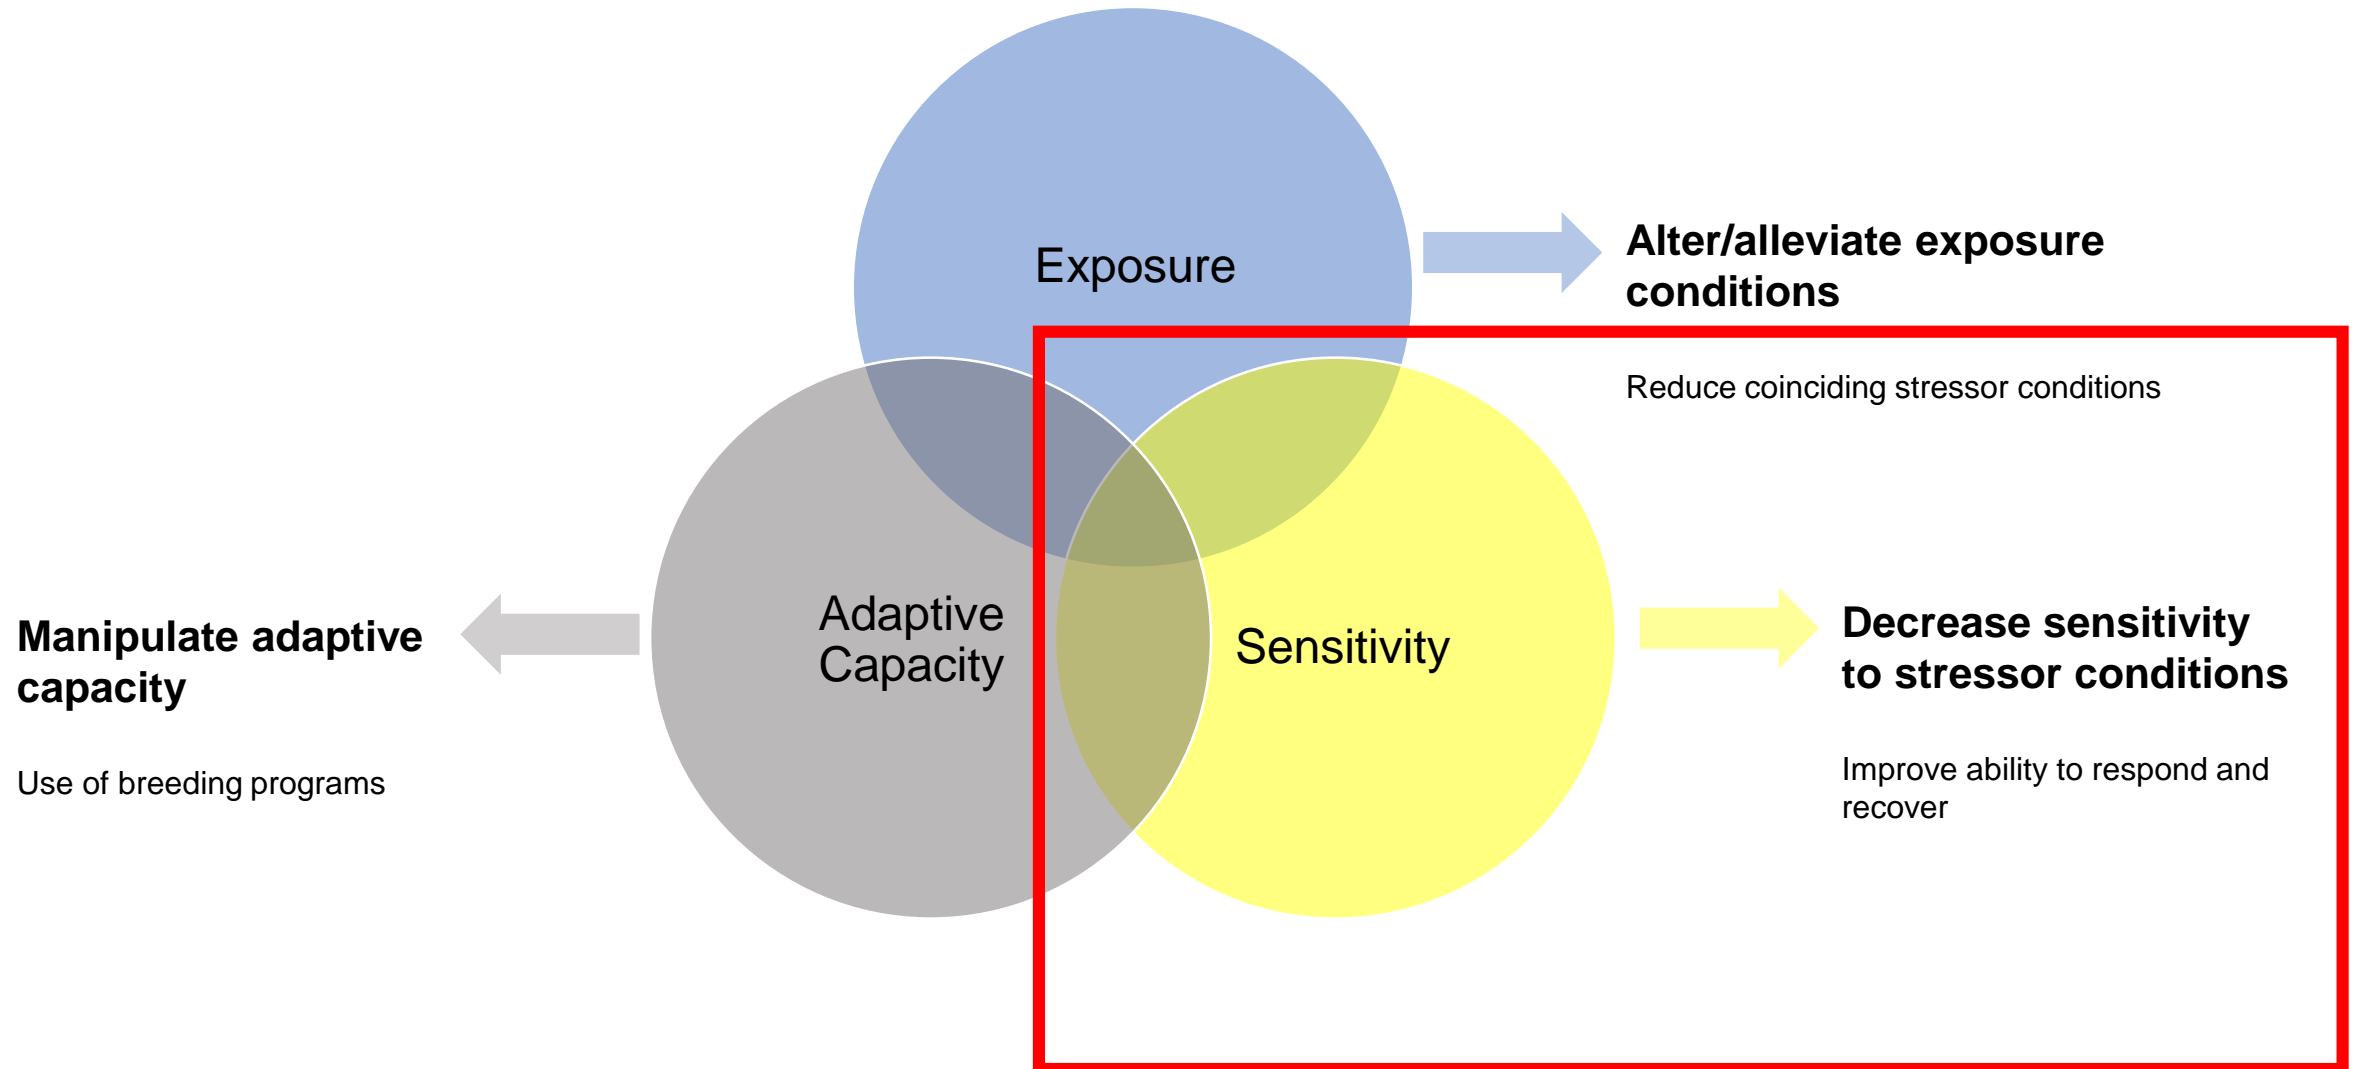 Exposure
Alter/alleviate exposure
conditions
Reduce coinciding stressor conditions
Adaptive
Capacity
Sensitivity
Manipulate adaptive
capacity
Use of breeding programs
Decrease sensitivity
to stressor conditions
Improve ability to respond and
recover